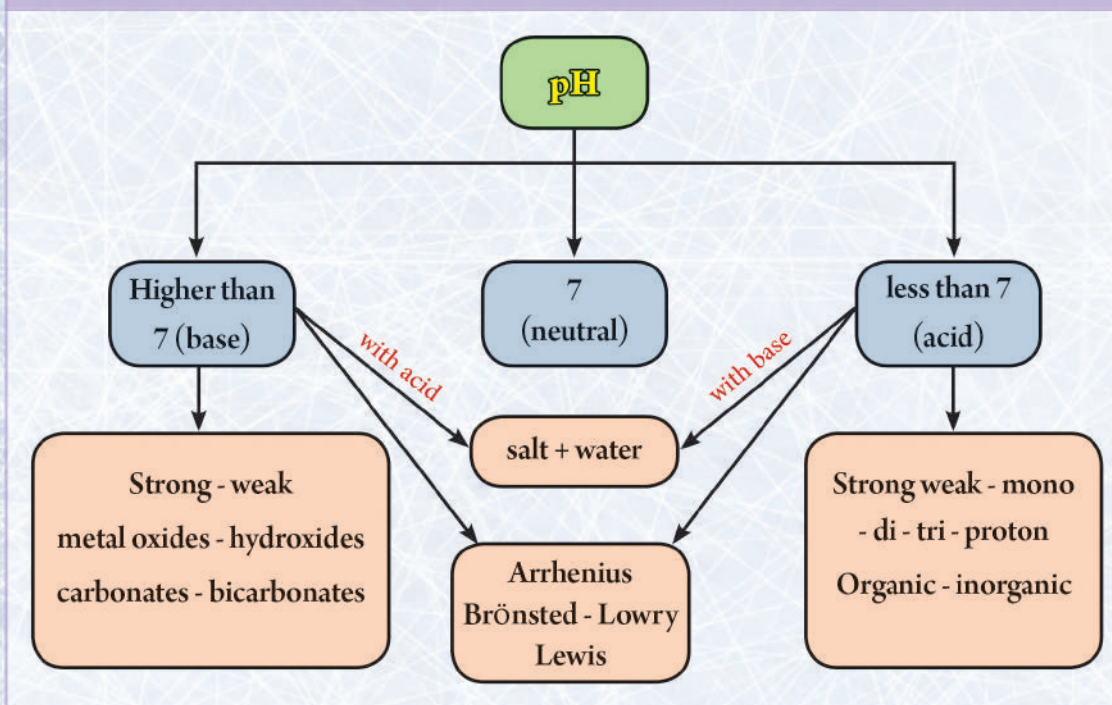 pH
Higher than
7 (base)
7
(neutral)
less than 7
(acid)
with acid
with base
salt + water
Strong - weak
metal oxides - hydroxides
carbonates - bicarbonates
Arrhenius
Brönsted - Lowry
Lewis
Strong weak - mono
- di - tri - proton
Organic - inorganic